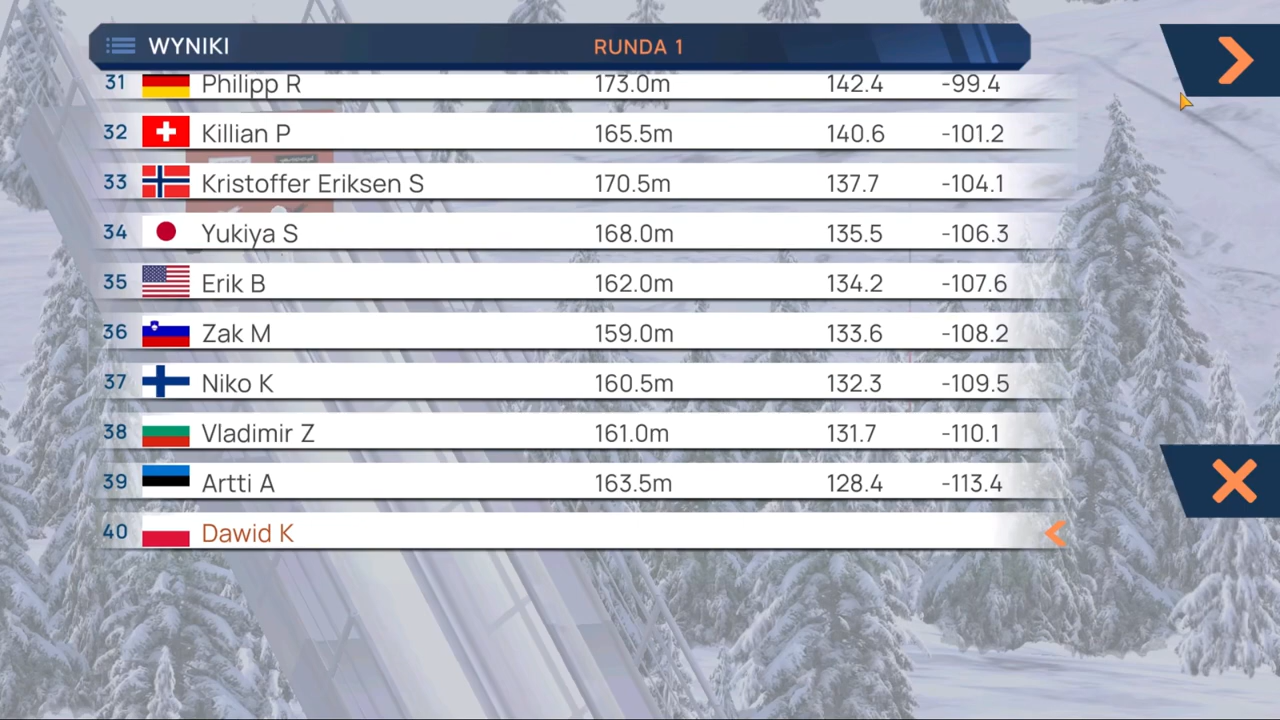 WYNIKI RUNDA 1
31 Philipp R 173.0m 142.4 -99.4
32 Killian P 165.5m 140.6 -101.2
33 Kristoffer Eriksen S 170.5m 137.7 -104.1
34 Yukiya S 168.0m 135.5 -106.3
35 Erik B 162.0m 134.2 -107.6
36 Zak M 159.0m 133.6 -108.2
37 Niko K 160.5m 132.3 -109.5
38 Vladimir Z 161.0m 131.7 -110.1
39 Artti A 163.5m 128.4 -113.4
40 Dawid K